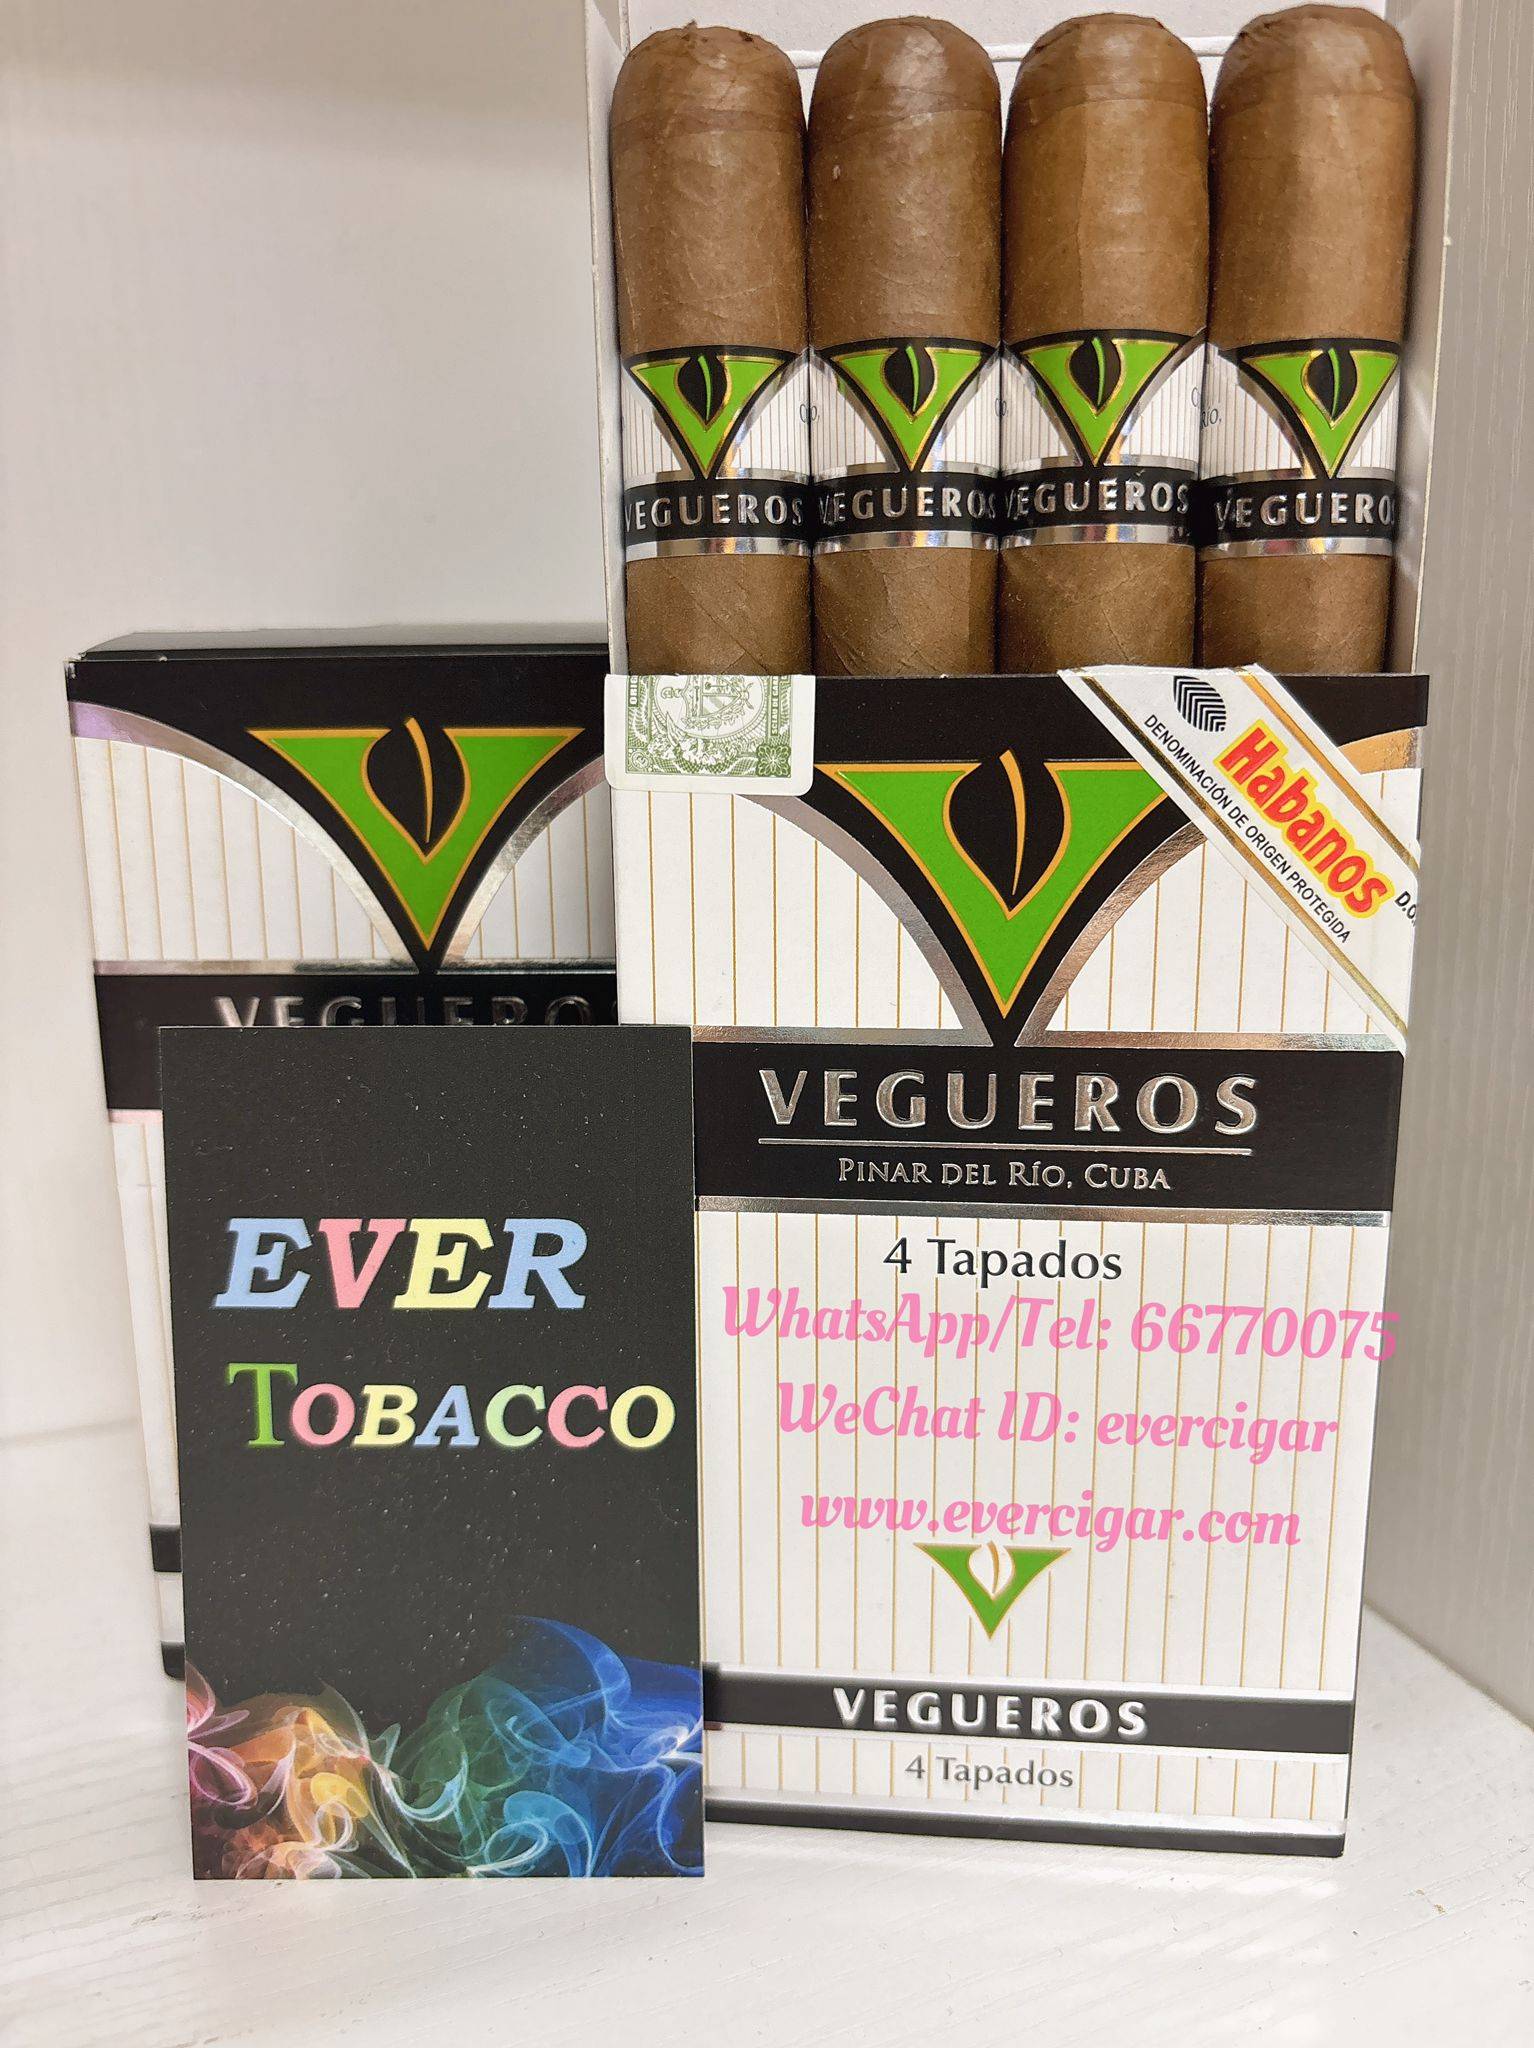 VEGUEROS
VEGUEROS
VEGUEROS
VEGUEROS
Habanos
DENOMINACIÓN DE ORIGEN PROTEGIDA
VEGUEROS
VEGUEROS
PINAR DEL RÍO, CUBA
4 Tapados
WhatsApp/Tel: 66770075
WeChat ID: evercigar
www.evercigar.com
VEGUEROS
4 Tapados
EVER
TOBACCO